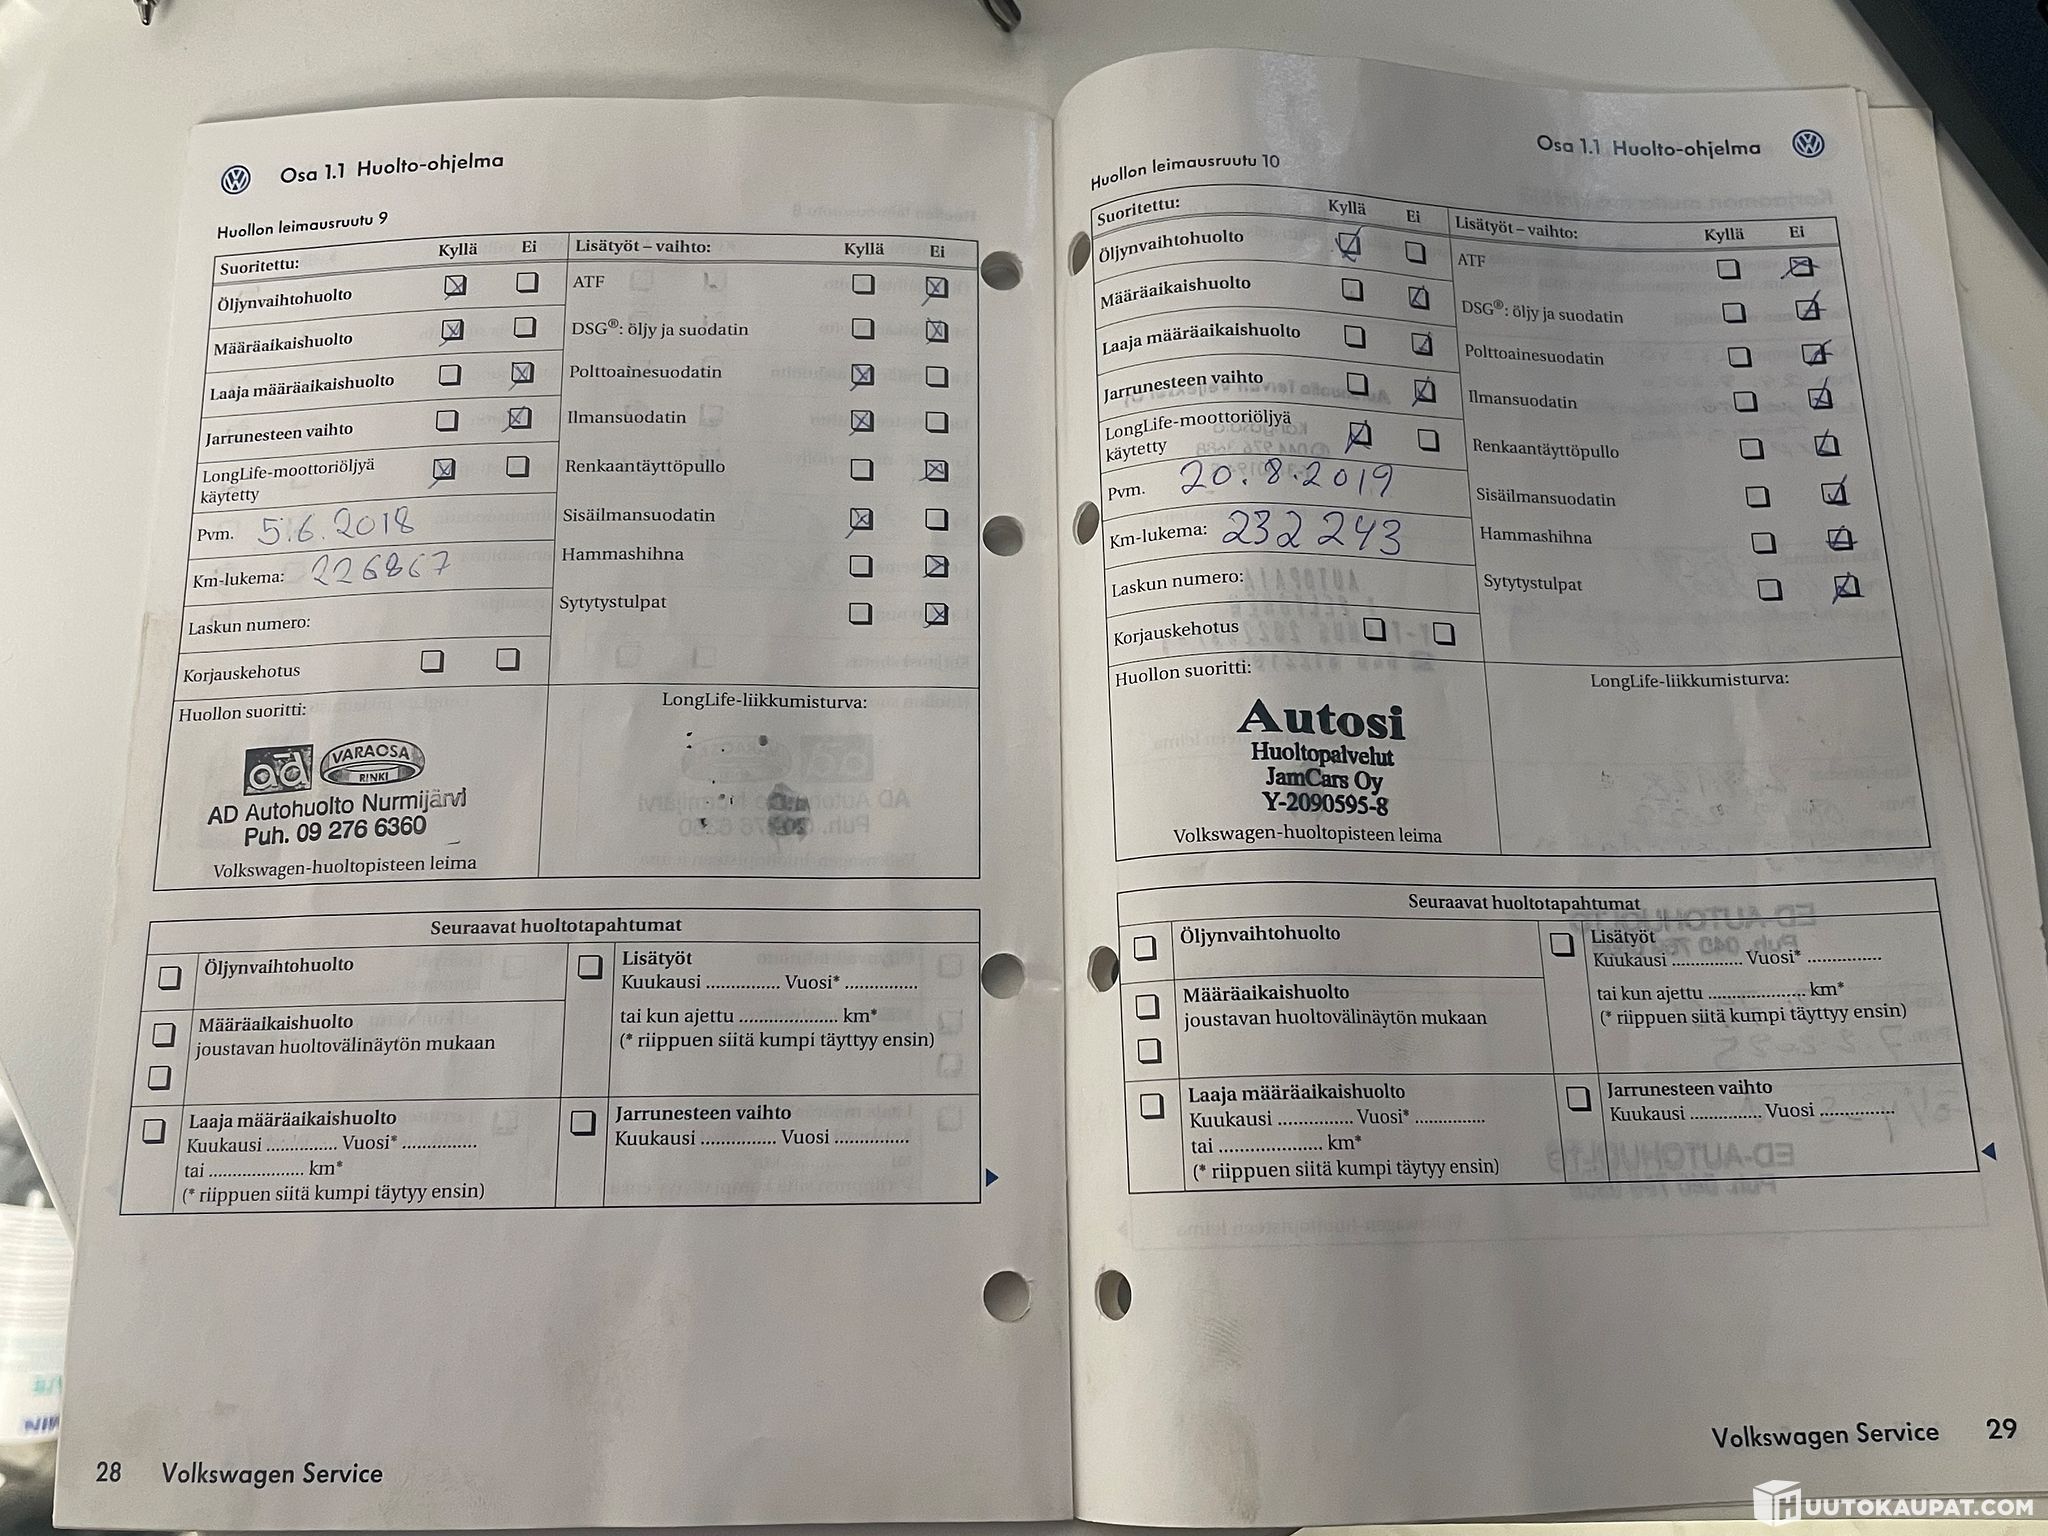 Osa 1.1 Huolto-ohjelma
Huollon leimausruutu 9
Suoritettu: Kyllä Ei Lisätyöt – vaihto: Kyllä Ei
Öljynvaihtohuolto ATF
Määräaikaishuolto DSG®: öljy ja suodatin
Laaja määräaikaishuolto Polttoainesuodatin
Jarrunesteen vaihto Ilmansuodatin
LongLife-moottoriöljyä Renkaantäyttöpullo
käytetty
Pvm. 5.6.2018 Sisäilmansuodatin
Km-lukema: 226867 Hammashihna
Laskun numero: Sytytystulpat
Korjauskehotus
Huollon suoritti: LongLife-liikkumisturva:
ad VARAOSA
RINKI
AD Autohuolto Nurmijärvi
Puh. 09 276 6360
Volkswagen-huoltopisteen leima
Seuraavat huoltotapahtumat
Öljynvaihtohuolto Lisätyöt
Kuukausi ............... Vuosi* ...............
Määräaikaishuolto tai kun ajettu .................... km*
joustavan huoltovälinäytön mukaan (* riippuen siitä kumpi täyttyy ensin)
Laaja määräaikaishuolto Jarrunesteen vaihto
Kuukausi .............. Vuosi* ............... Kuukausi ............... Vuosi ...............
tai ................... km*
(* riippuen siitä kumpi täytyy ensin)
28 Volkswagen Service
Osa 1.1 Huolto-ohjelma
Huollon leimausruutu 10
Suoritettu: Kyllä Ei Lisätyöt – vaihto: Kyllä Ei
Öljynvaihtohuolto ATF
Määräaikaishuolto DSG®: öljy ja suodatin
Laaja määräaikaishuolto Polttoainesuodatin
Jarrunesteen vaihto Ilmansuodatin
LongLife-moottoriöljyä Renkaantäyttöpullo
käytetty
Pvm. 20.8.2019 Sisäilmansuodatin
Km-lukema: 232 243 Hammashihna
Laskun numero: Sytytystulpat
Korjauskehotus
Huollon suoritti: LongLife-liikkumisturva:
Autosi
Huoltopalvelut
JamCars Oy
Y-2090595-8
Volkswagen-huoltopisteen leima
Seuraavat huoltotapahtumat
Öljynvaihtohuolto Lisätyöt
Kuukausi .............. Vuosi* ...............
Määräaikaishuolto tai kun ajettu .................... km*
joustavan huoltovälinäytön mukaan (* riippuen siitä kumpi täyttyy ensin)
Laaja määräaikaishuolto Jarrunesteen vaihto
Kuukausi ............... Vuosi* .............. Kuukausi .............. Vuosi ...............
tai ..................... km*
(* riippuen siitä kumpi täytyy ensin)
Volkswagen Service 29
HUUTOKAUPAT.COM